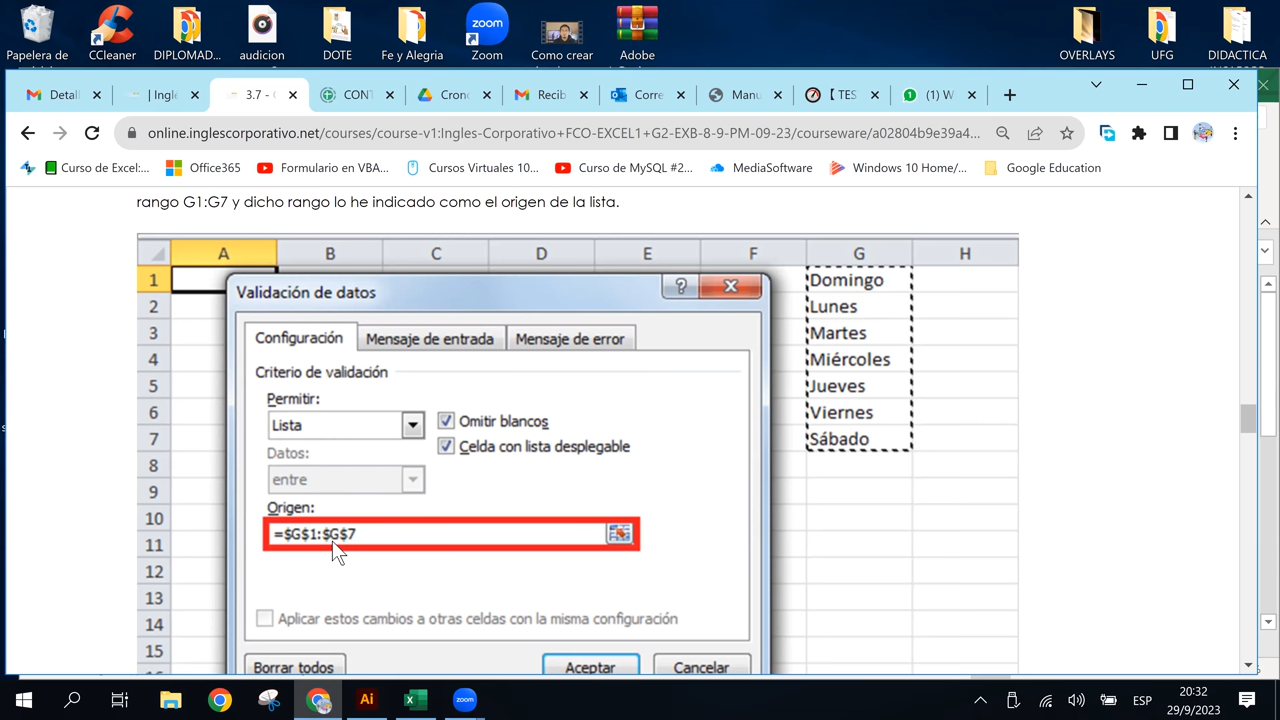 Papelera de
CCleaner
DIPLOMAD...
audicion
DOTE
Fe y Alegria
zoom
Zoom
Como crear
Adobe
OVERLAYS
UFG
DIDACTICA
Detall
| Ingle
3.7 -
CON
Cron
Recib
Corre
Manu
【 TES
(1) W
online.inglescorporativo.net/courses/course-v1:Ingles-Corporativo+FCO-EXCEL1+G2-EXB-8-9-PM-09-23/courseware/a02804b9e39a4...
Curso de Excel:...
Office365
Formulario en VBA...
Cursos Virtuales 10...
Curso de MySQL #2...
MediaSoftware
Windows 10 Home/...
Google Education
rango G1:G7 y dicho rango lo he indicado como el origen de la lista.
A B C D E F G H
1 Domingo
2 Lunes
3 Martes
4 Miércoles
5 Jueves
6 Viernes
7 Sábado
8
9
10
11
12
13
14
15
Validación de datos
?
Configuración
Mensaje de entrada
Mensaje de error
Criterio de validación
Permitir:
Lista
Omitir blancos
Datos:
Celda con lista desplegable
entre
Origen:
=$G$1:$G$7
Aplicar estos cambios a otras celdas con la misma configuración
Borrar todos
Aceptar
Cancelar
Ai
zoom
ESP
20:32
29/9/2023